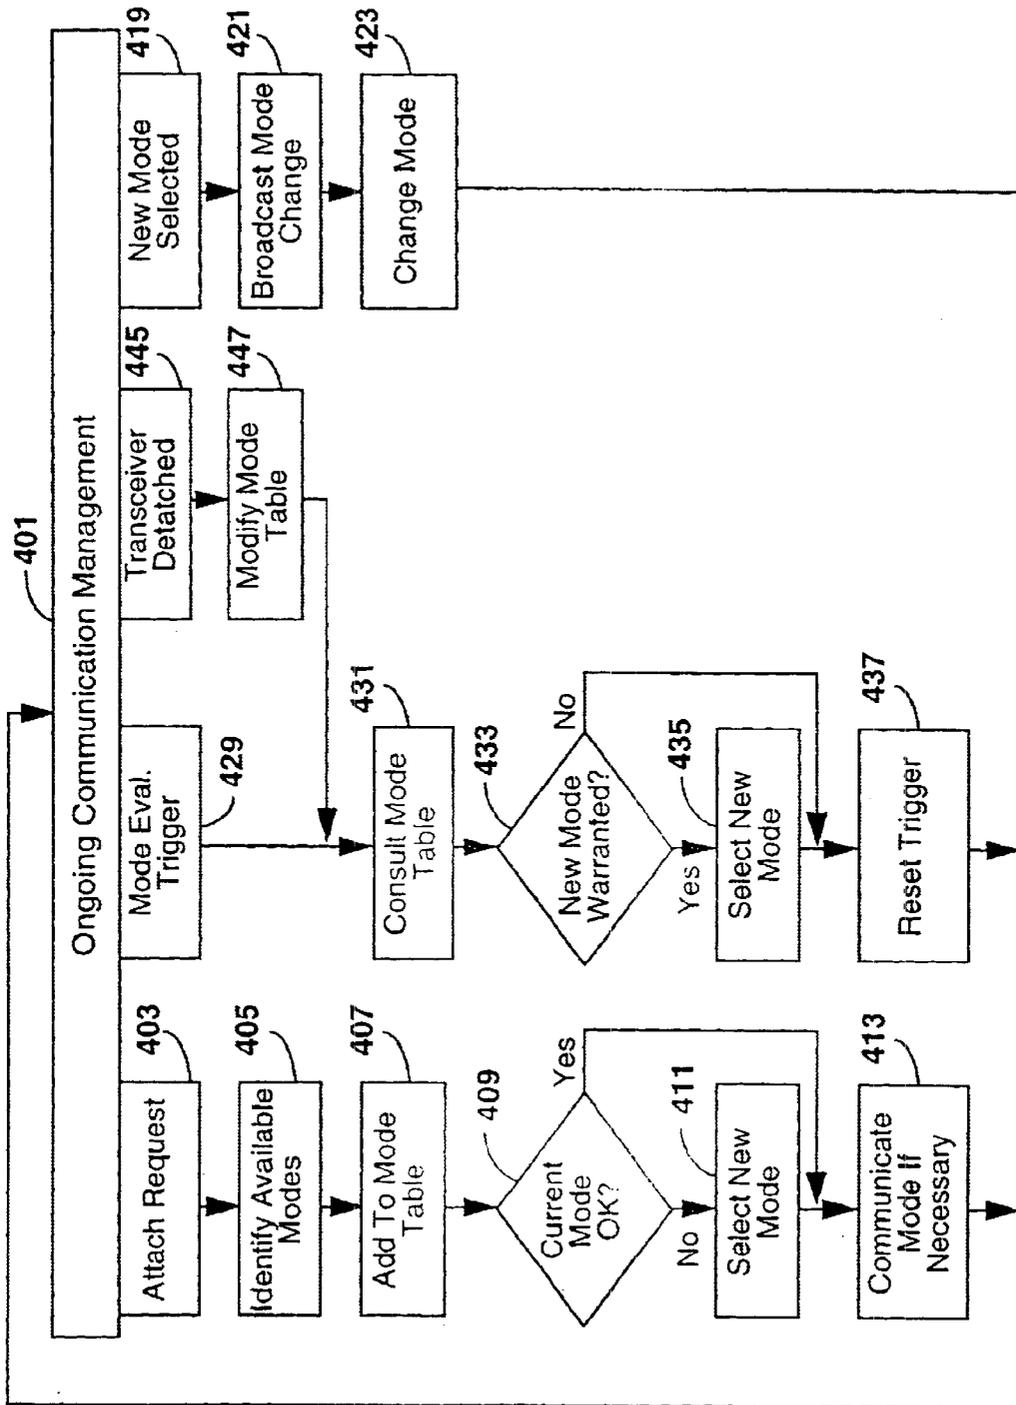 401
Ongoing Communication Management
403
Attach Request
405
Identify Available
Modes
407
Add To Mode
Table
409
Current
Mode
OK?
Yes
No
411
Select New
Mode
413
Communicate
Mode If
Necessary
Mode Eval.
Trigger
429
431
Consult Mode
Table
433
New Mode
Warranted?
No
Yes
435
Select New
Mode
437
Reset Trigger
445
Transceiver
Detatched
447
Modify Mode
Table
419
New Mode
Selected
421
Broadcast Mode
Change
423
Change Mode